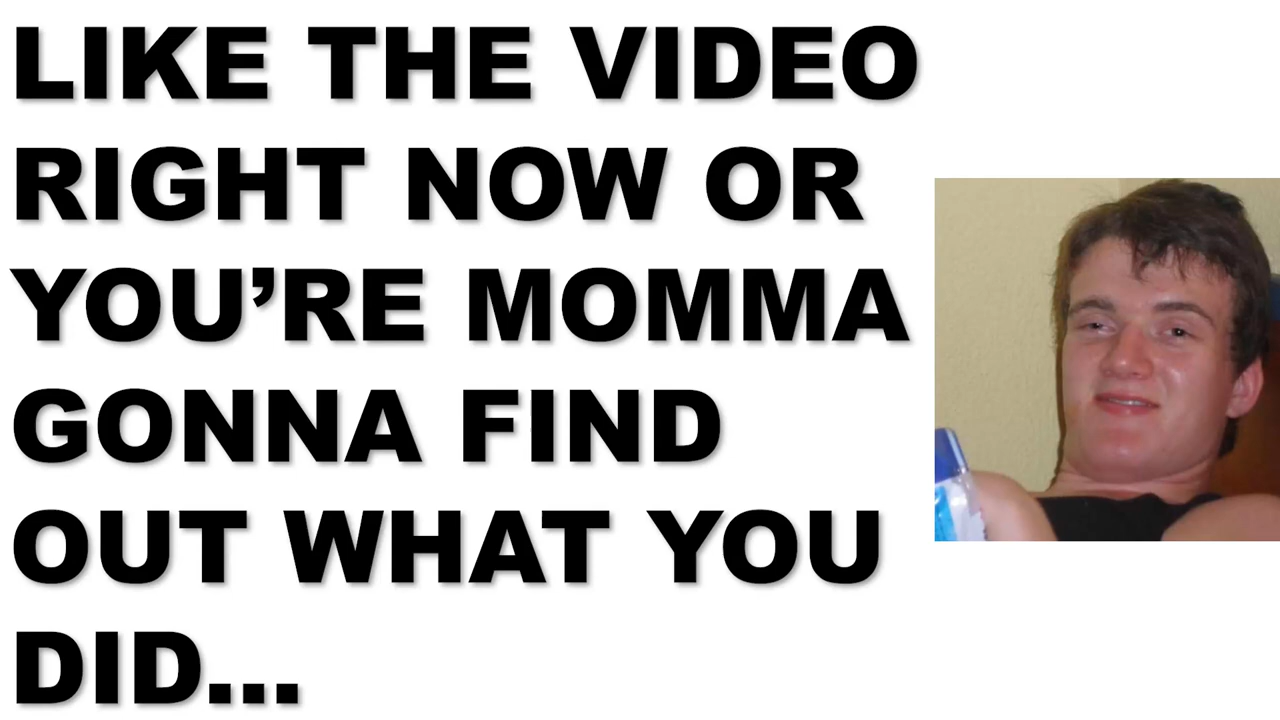 LIKE THE VIDEO
RIGHT NOW OR
YOU’RE MOMMA
GONNA FIND
OUT WHAT YOU
DID...